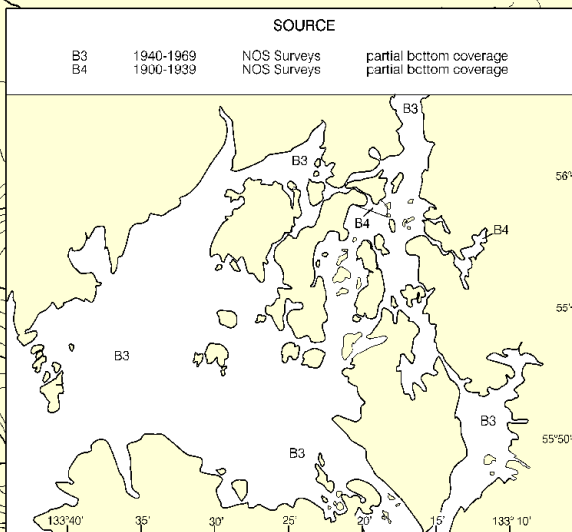 SOURCE
B3 1940-1969 NOS Surveys partial bottom coverage
B4 1900-1939 NOS Surveys partial bottom coverage
B3
B3
56°
B4
B4
55'
B3
B3
55°50'
B3
133°40' 35' 30' 25' 20' 15' 133° 10'